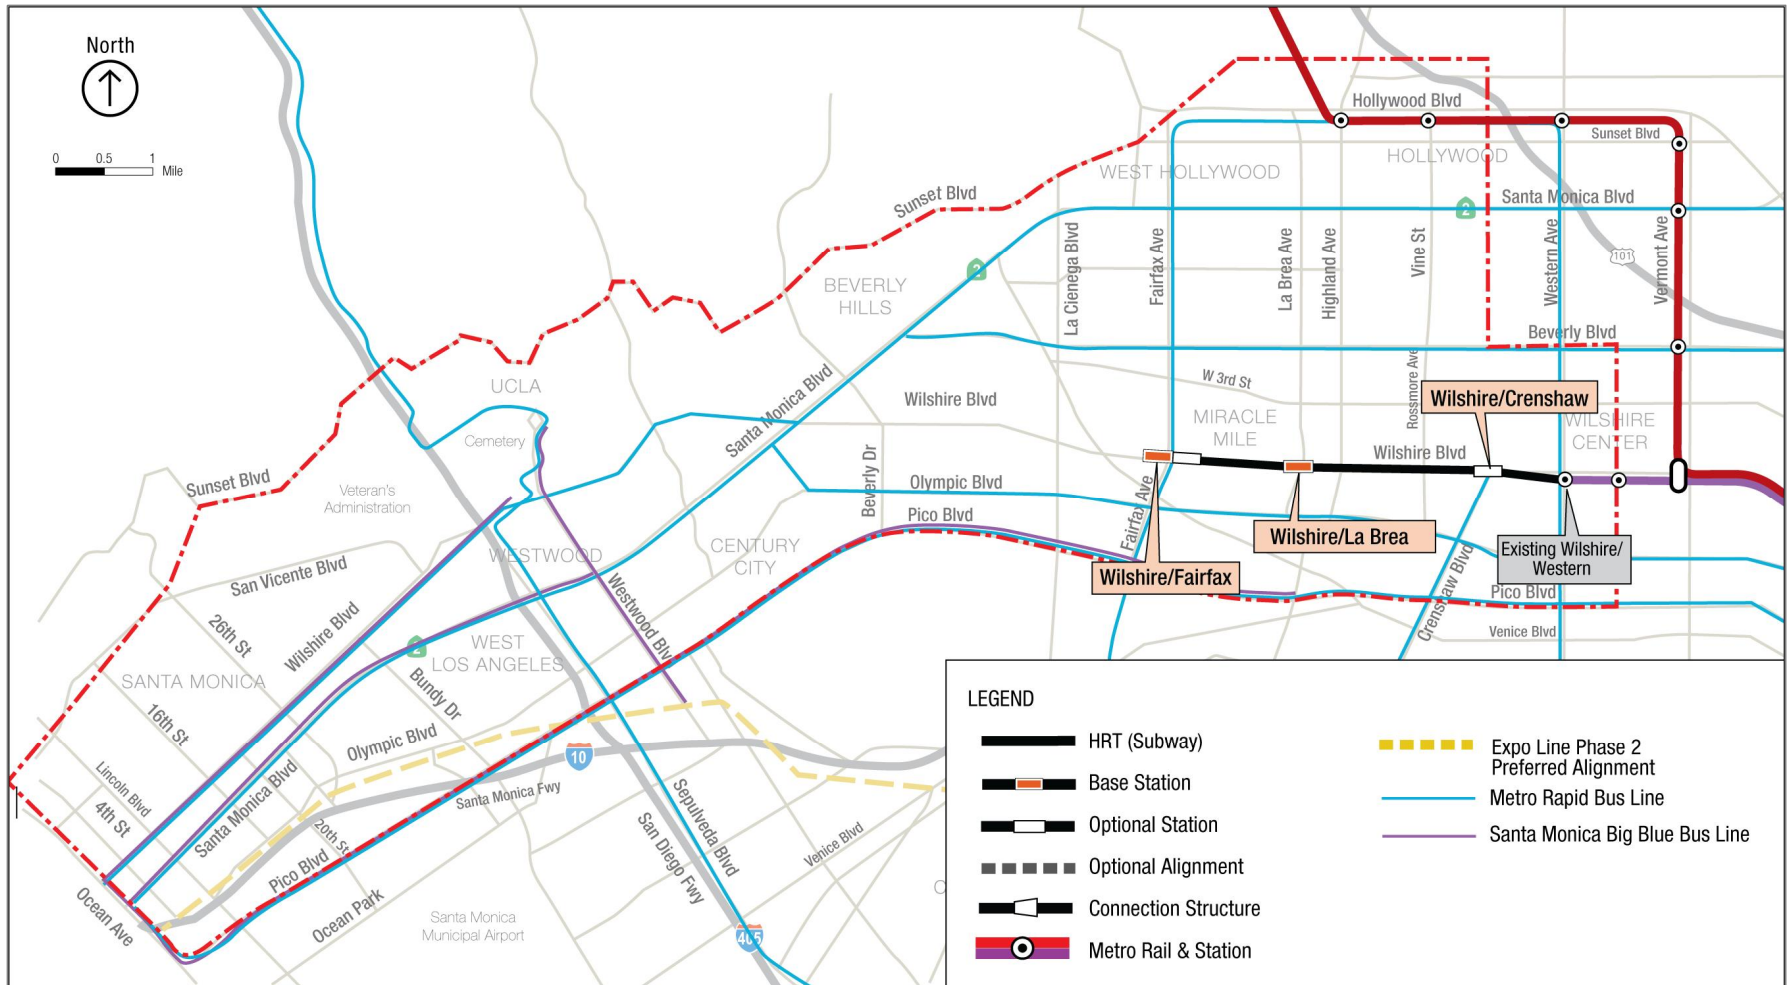 North
0
0.5
1
Mile
Hollywood Blvd
Sunset Blvd
HOLLYWOOD
WEST HOLLYWOOD
Sunset Blvd
2
Santa Monica Blvd
La Cienega Blvd
Fairfax Ave
La Brea Ave
Highland Ave
Vine St
Western Ave
Vermont Ave
101
2
BEVERLY
HILLS
Beverly Blvd
W 3rd St
Rossmore Ave
UCLA
Cemetery
Santa Monica Blvd
Wilshire Blvd
Wilshire/Crenshaw
MIRACLE
MILE
WILSHIRE
CENTER
Wilshire Blvd
Beverly Dr
Olympic Blvd
Pico Blvd
Fairfax Ave
Sunset Blvd
Veteran's
Administration
WESTWOOD
CENTURY
CITY
Wilshire/La Brea
Existing Wilshire/
Western
Wilshire/Fairfax
Crenshaw Blvd
Pico Blvd
Venice Blvd
San Vicente Blvd
26th St
Wilshire Blvd
Westwood Blv
2
WEST
LOS ANGELES
SANTA MONICA
Bundy Dr
16th St
Olympic Blvd
10
Lincoln Blvd
4th St
Santa Monica Blvd
Santa Monica Fwy
20th St
Pico Blvd
Sepulveda Blvd
San Diego Fwy
Venice Blvd
Ocean Ave
Ocean Park
Santa Monica
Municipal Airport
405
C
LEGEND
HRT (Subway)
Base Station
Optional Station
Optional Alignment
Connection Structure
Metro Rail & Station
Expo Line Phase 2
Preferred Alignment
Metro Rapid Bus Line
Santa Monica Big Blue Bus Line